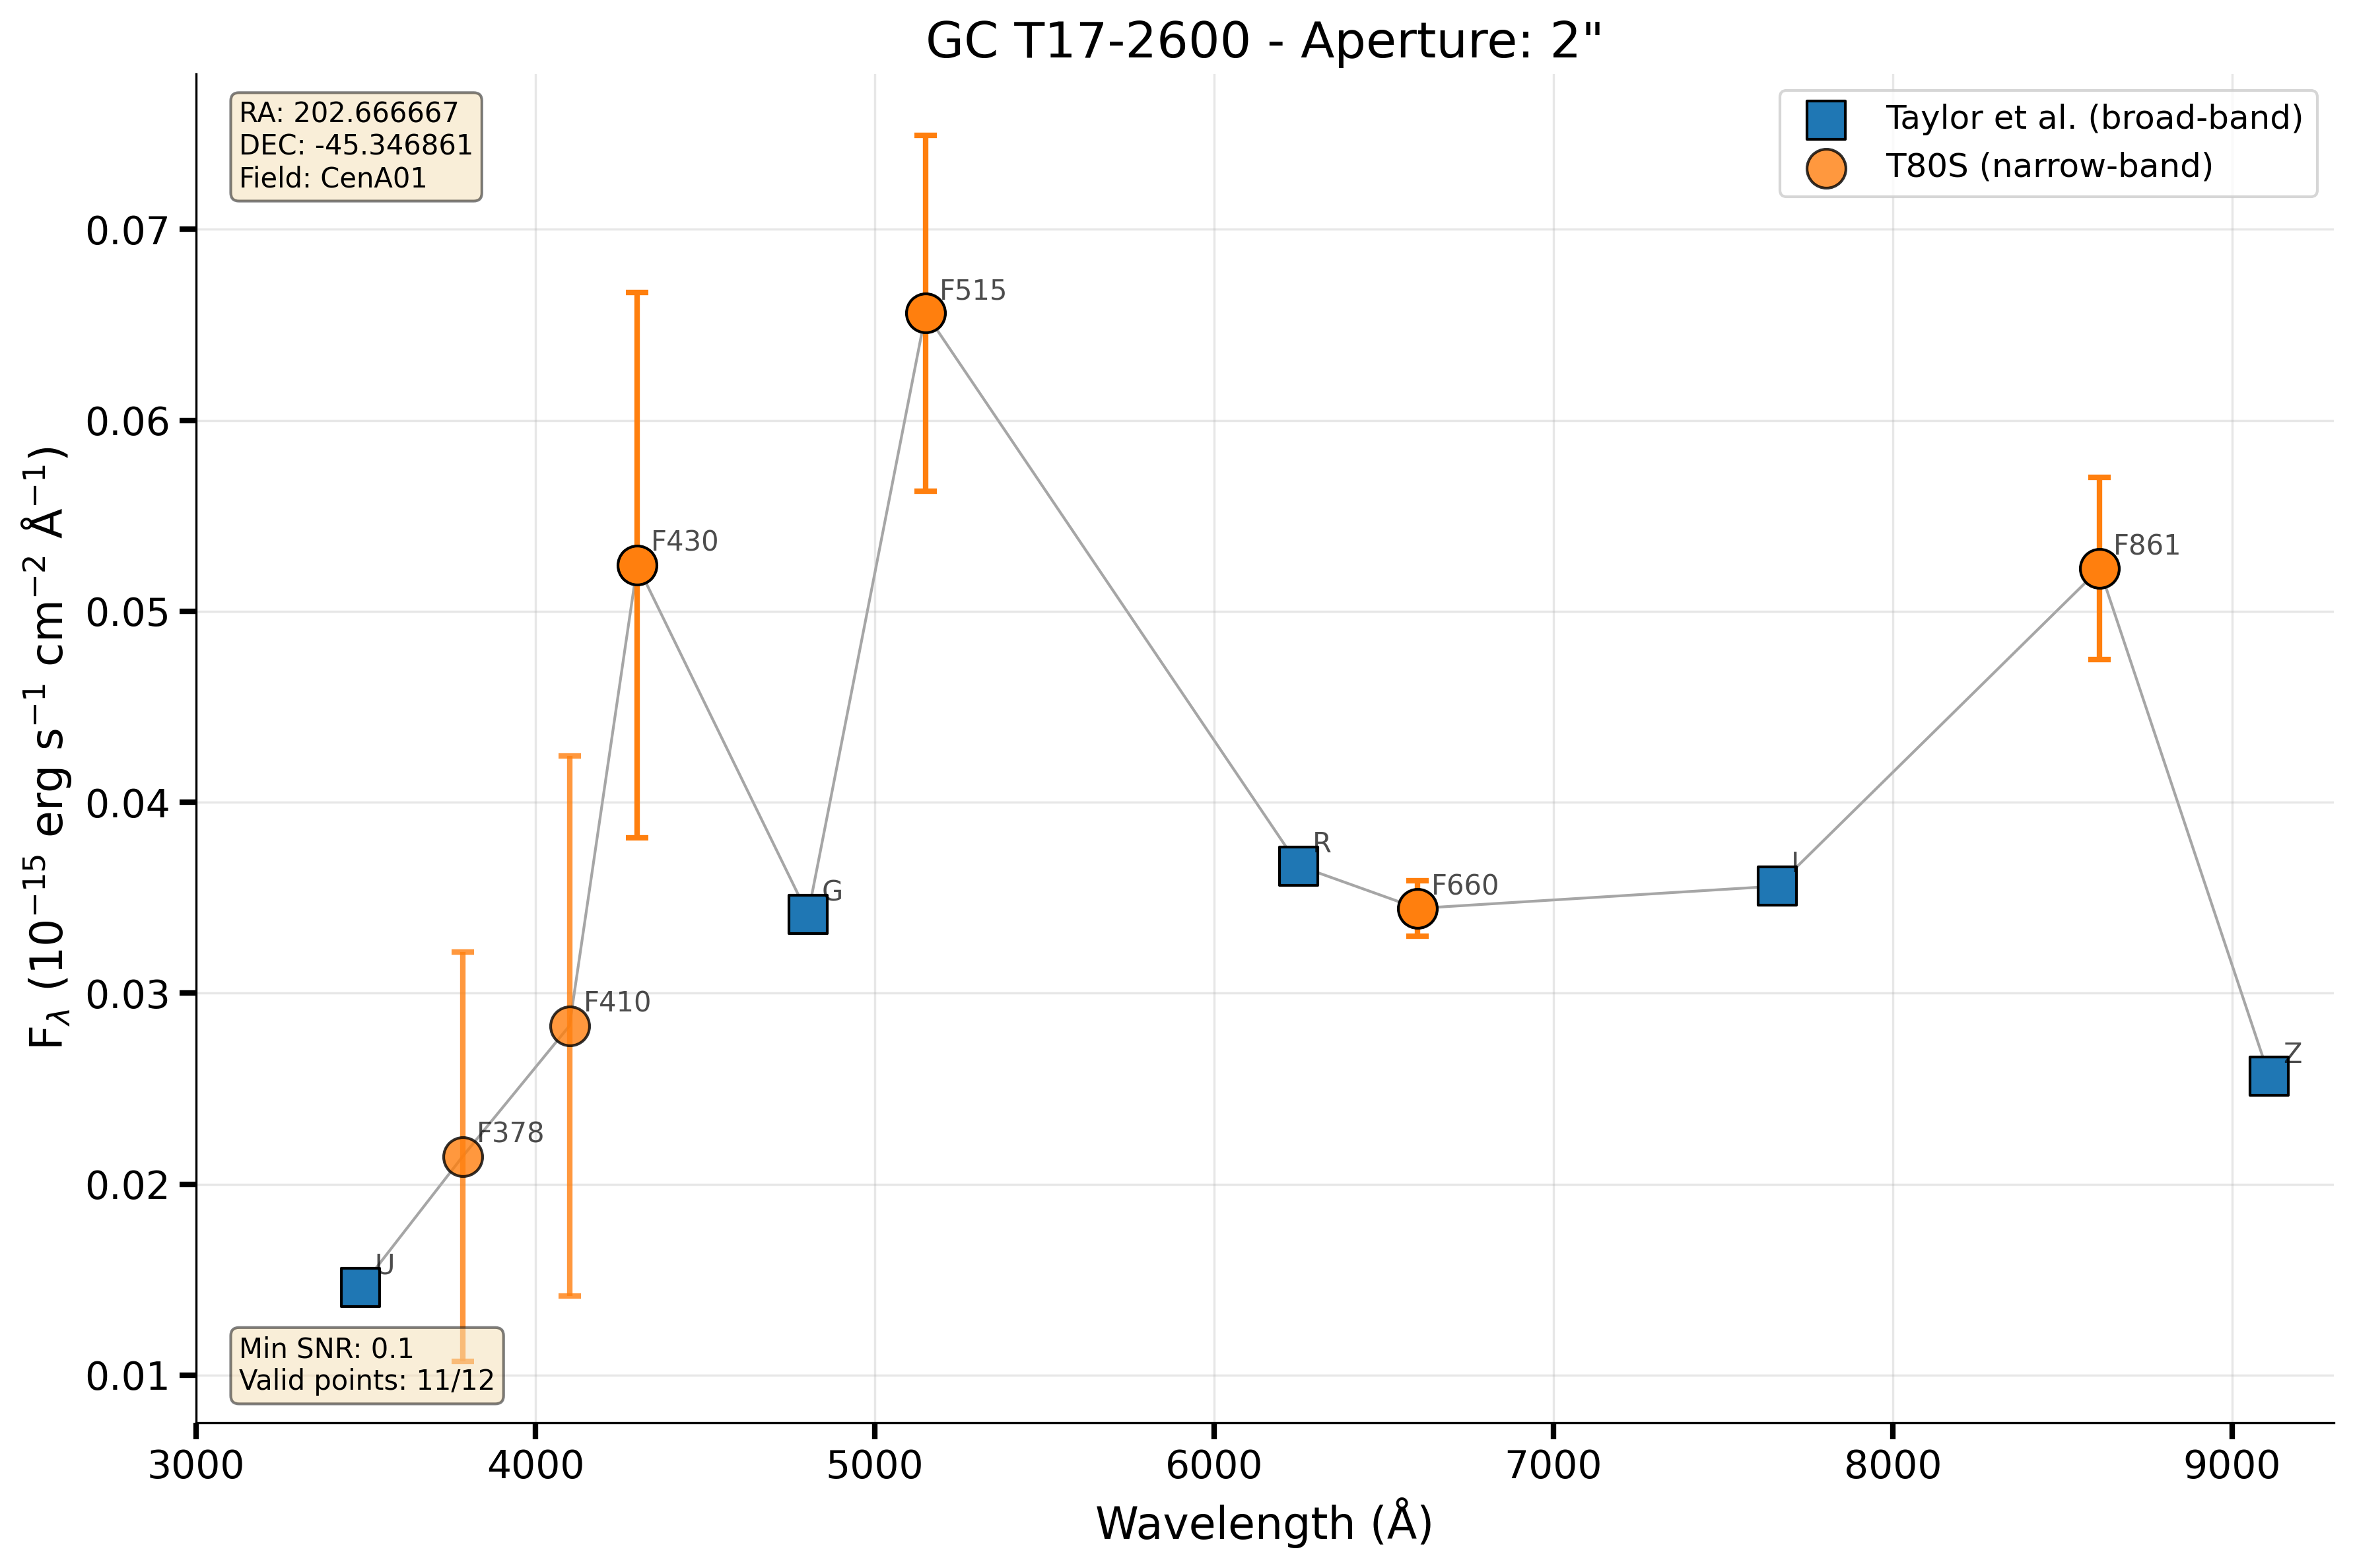 GC T17-2600 - Aperture: 2"
RA: 202.666667
DEC: -45.346861
Field: CenA01
Taylor et al. (broad-band)
T80S (narrow-band)
0.07
0.06
0.05
0.04
0.03
0.02
0.01
F515
F430
F861
R
G
F660
I
F410
Z
F378
U
Min SNR: 0.1
Valid points: 11/12
3000 4000 5000 6000 7000 8000 9000
Wavelength (Å)
F_λ (10⁻¹⁵ erg s⁻¹ cm⁻² Å⁻¹)